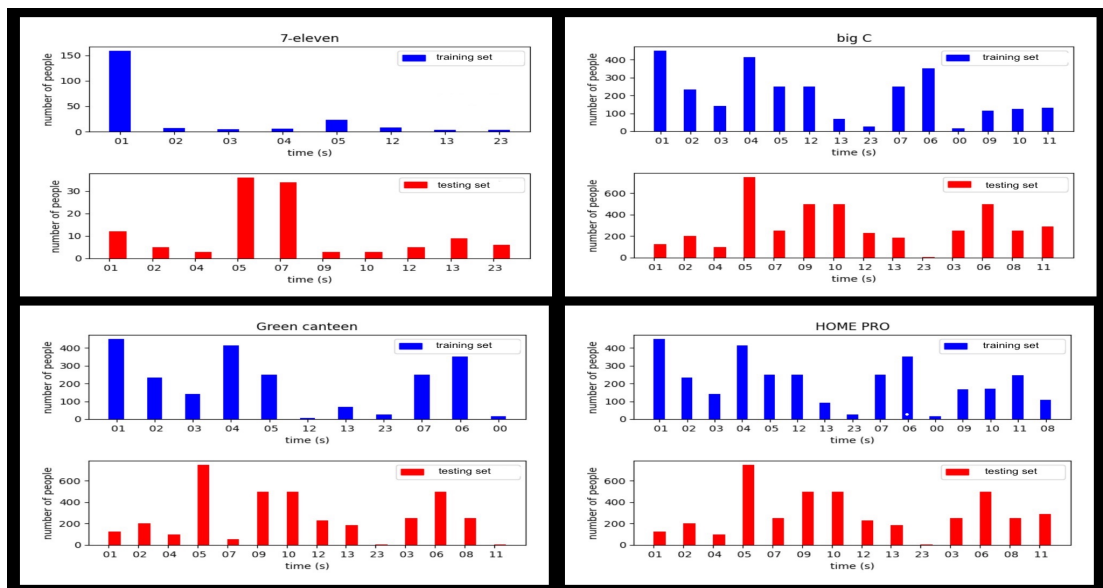 7-eleven
training set
number of people
150
100
50
0
01 02 03 04 05 12 13 23
time (s)
testing set
number of people
30
20
10
0
01 02 04 05 07 09 10 12 13 23
time (s)
big C
training set
number of people
400
300
200
100
0
01 02 03 04 05 12 13 23 07 06 00 09 10 11
time (s)
testing set
number of people
600
400
200
0
01 02 04 05 07 09 10 12 13 23 03 06 08 11
time (s)
Green canteen
training set
number of people
400
300
200
100
0
01 02 03 04 05 12 13 23 07 06 00
time (s)
testing set
number of people
600
400
200
0
01 02 04 05 07 09 10 12 13 23 03 06 08 11
time (s)
HOME PRO
training set
number of people
400
300
200
100
0
01 02 03 04 05 12 13 23 07 06 00 09 10 11 08
time (s)
testing set
number of people
600
400
200
0
01 02 04 05 07 09 10 12 13 23 03 06 08 11
time (s)